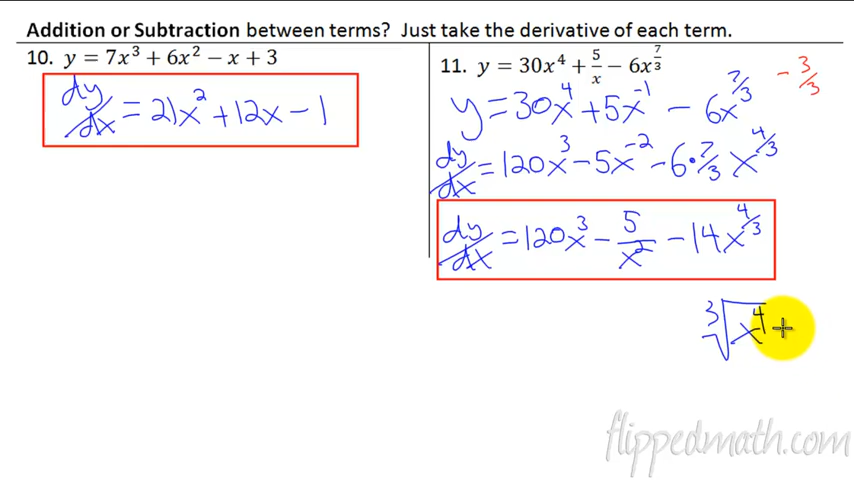 Addition or Subtraction between terms? Just take the derivative of each term.
10. y = 7x³ + 6x² − x + 3
dy/dx = 21x² + 12x − 1
11. y = 30x⁴ + 5/x − 6x^(7/3)
− 3/3
y = 30x⁴ + 5x⁻¹ − 6x^(7/3)
dy/dx = 120x³ − 5x⁻² − 6 · 7/3 x^(4/3)
dy/dx = 120x³ − 5/x² − 14x^(4/3)
∛x⁴
flippedmath.com